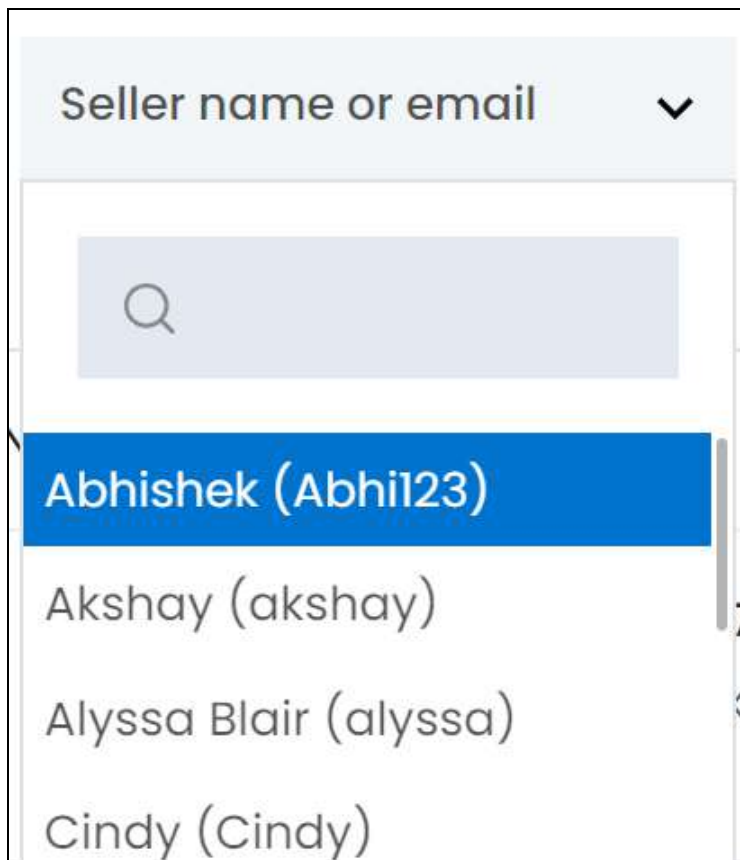 Seller name or email
Abhishek (Abhi123)
Akshay (akshay)
Alyssa Blair (alyssa)
Cindy (Cindy)